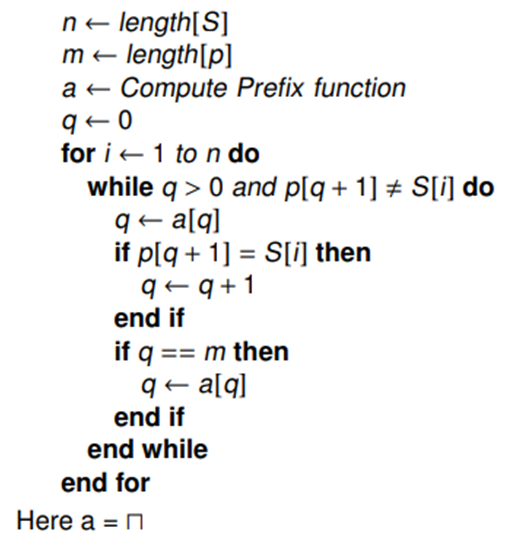 n ← length[S]
m ← length[p]
a ← Compute Prefix function
q ← 0
for i ← 1 to n do
while q > 0 and p[q + 1] ≠ S[i] do
q ← a[q]
if p[q + 1] = S[i] then
q ← q + 1
end if
if q == m then
q ← a[q]
end if
end while
end for
Here a = ⊓